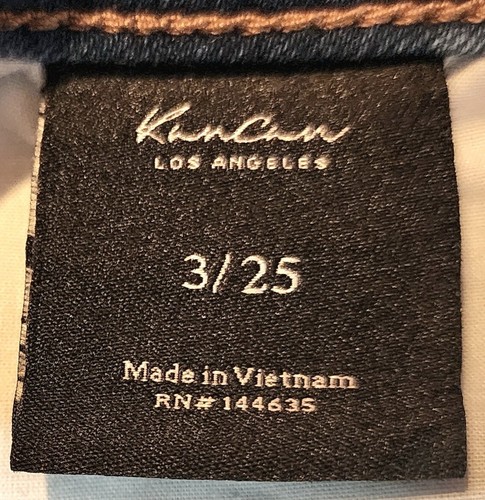 KanCan
LOS ANGELES
3/25
Made in Vietnam
RN# 144635